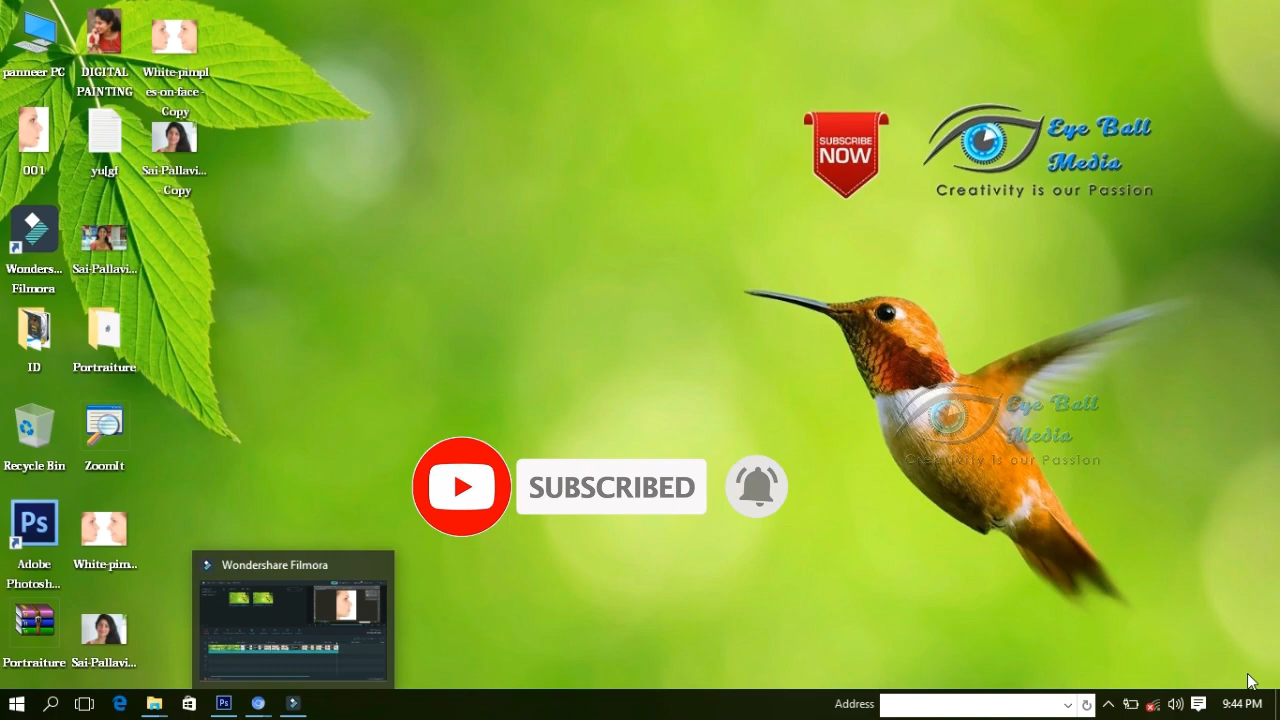 panneer PC
DIGITAL
PAINTING
White-pimpl
es-on-face -
Copy
001
yu[gf
Sai-Pallavi...
- Copy
Wonders...
Filmora
Sai-Pallavi...
ID
Portraiture
Recycle Bin
ZoomIt
Ps
Adobe
Photosh...
White-pim...
Portraiture
Sai-Pallavi...
SUBSCRIBE
NOW
Eye Ball
Media
Creativity is our Passion
Eye Ball
Media
Creativity is our Passion
SUBSCRIBED
Wondershare Filmora
Ps
Address
9:44 PM